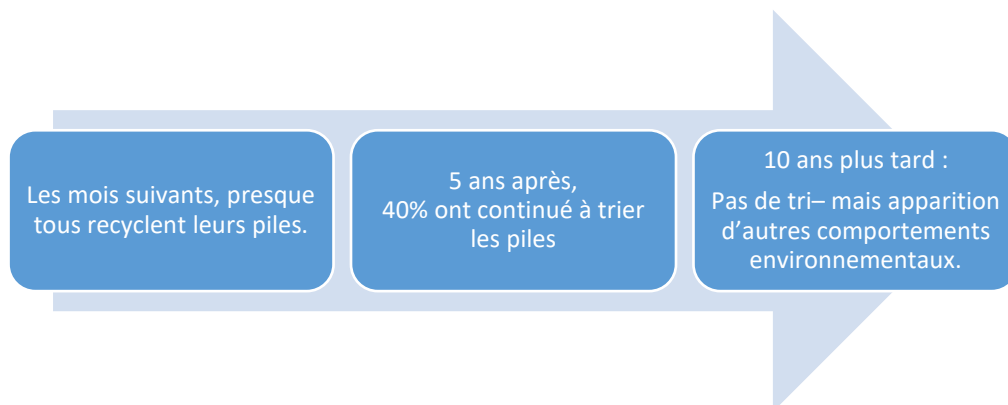 Les mois suivants, presque
tous recyclent leurs piles.
5 ans après,
40% ont continué à trier
les piles
10 ans plus tard :
Pas de tri– mais apparition
d’autres comportements
environnementaux.